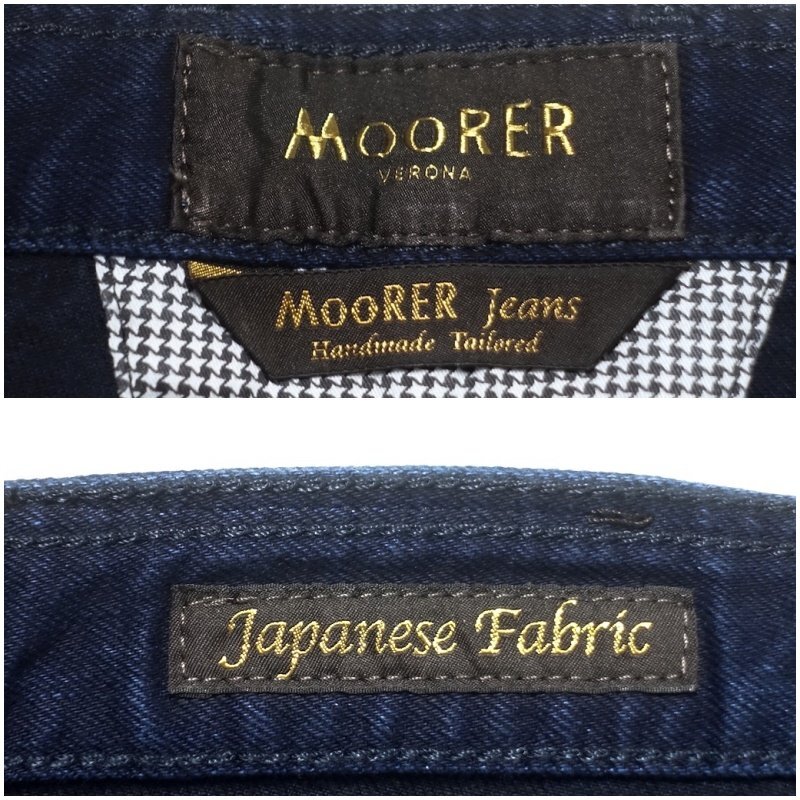 MOORER
VERONA
MOORER Jeans
Handmade Tailored
Japanese Fabric